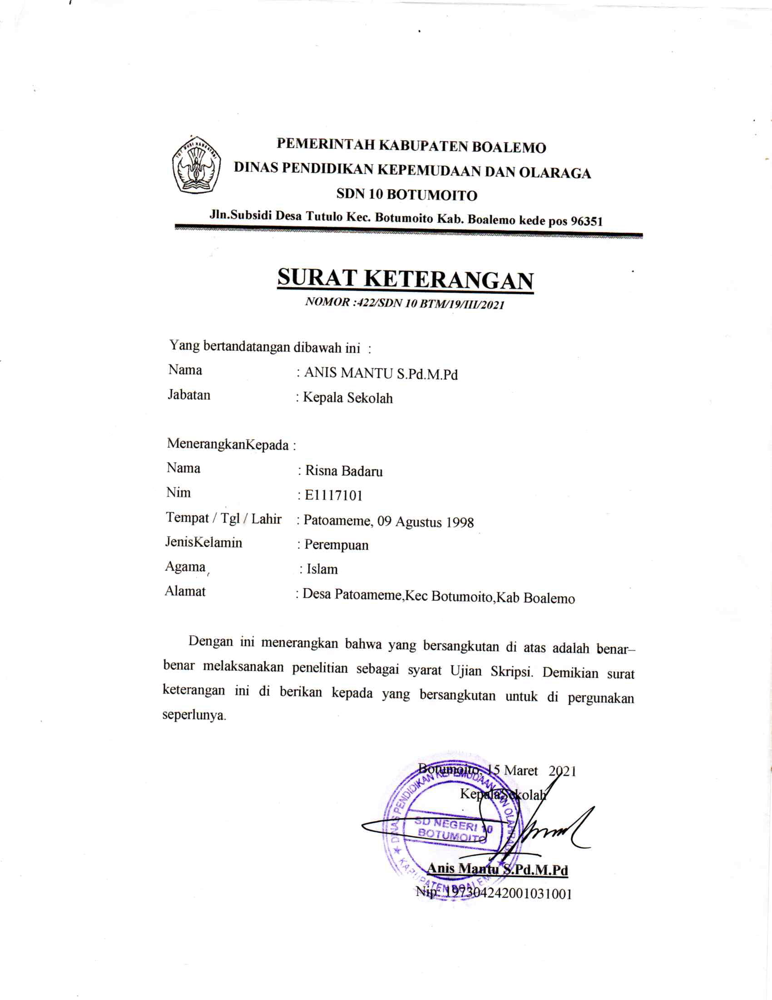 TUT WURI HANDAYANI
PEMERINTAH KABUPATEN BOALEMO
DINAS PENDIDIKAN KEPEMUDAAN DAN OLARAGA
SDN 10 BOTUMOITO
Jln.Subsidi Desa Tutulo Kec. Botumoito Kab. Boalemo kede pos 96351
SURAT KETERANGAN
NOMOR :422/SDN 10 BTM/19/III/2021
Yang bertandatangan dibawah ini :
Nama : ANIS MANTU S.Pd.M.Pd
Jabatan : Kepala Sekolah
MenerangkanKepada :
Nama : Risna Badaru
Nim : E1117101
Tempat / Tgl / Lahir : Patoameme, 09 Agustus 1998
JenisKelamin : Perempuan
Agama : Islam
Alamat : Desa Patoameme,Kec Botumoito,Kab Boalemo
Dengan ini menerangkan bahwa yang bersangkutan di atas adalah benar–
benar melaksanakan penelitian sebagai syarat Ujian Skripsi. Demikian surat
keterangan ini di berikan kepada yang bersangkutan untuk di pergunakan
seperlunya.
Botumoito, 15 Maret 2021
KepalaSekolah
DINAS PENDIDIKAN KEPEMUDAAN DAN OLAHRAGA
SD NEGERI 10
BOTUMOITO
KABUPATEN BOALEMO
Anis Mantu S.Pd.M.Pd
Nip: 197304242001031001